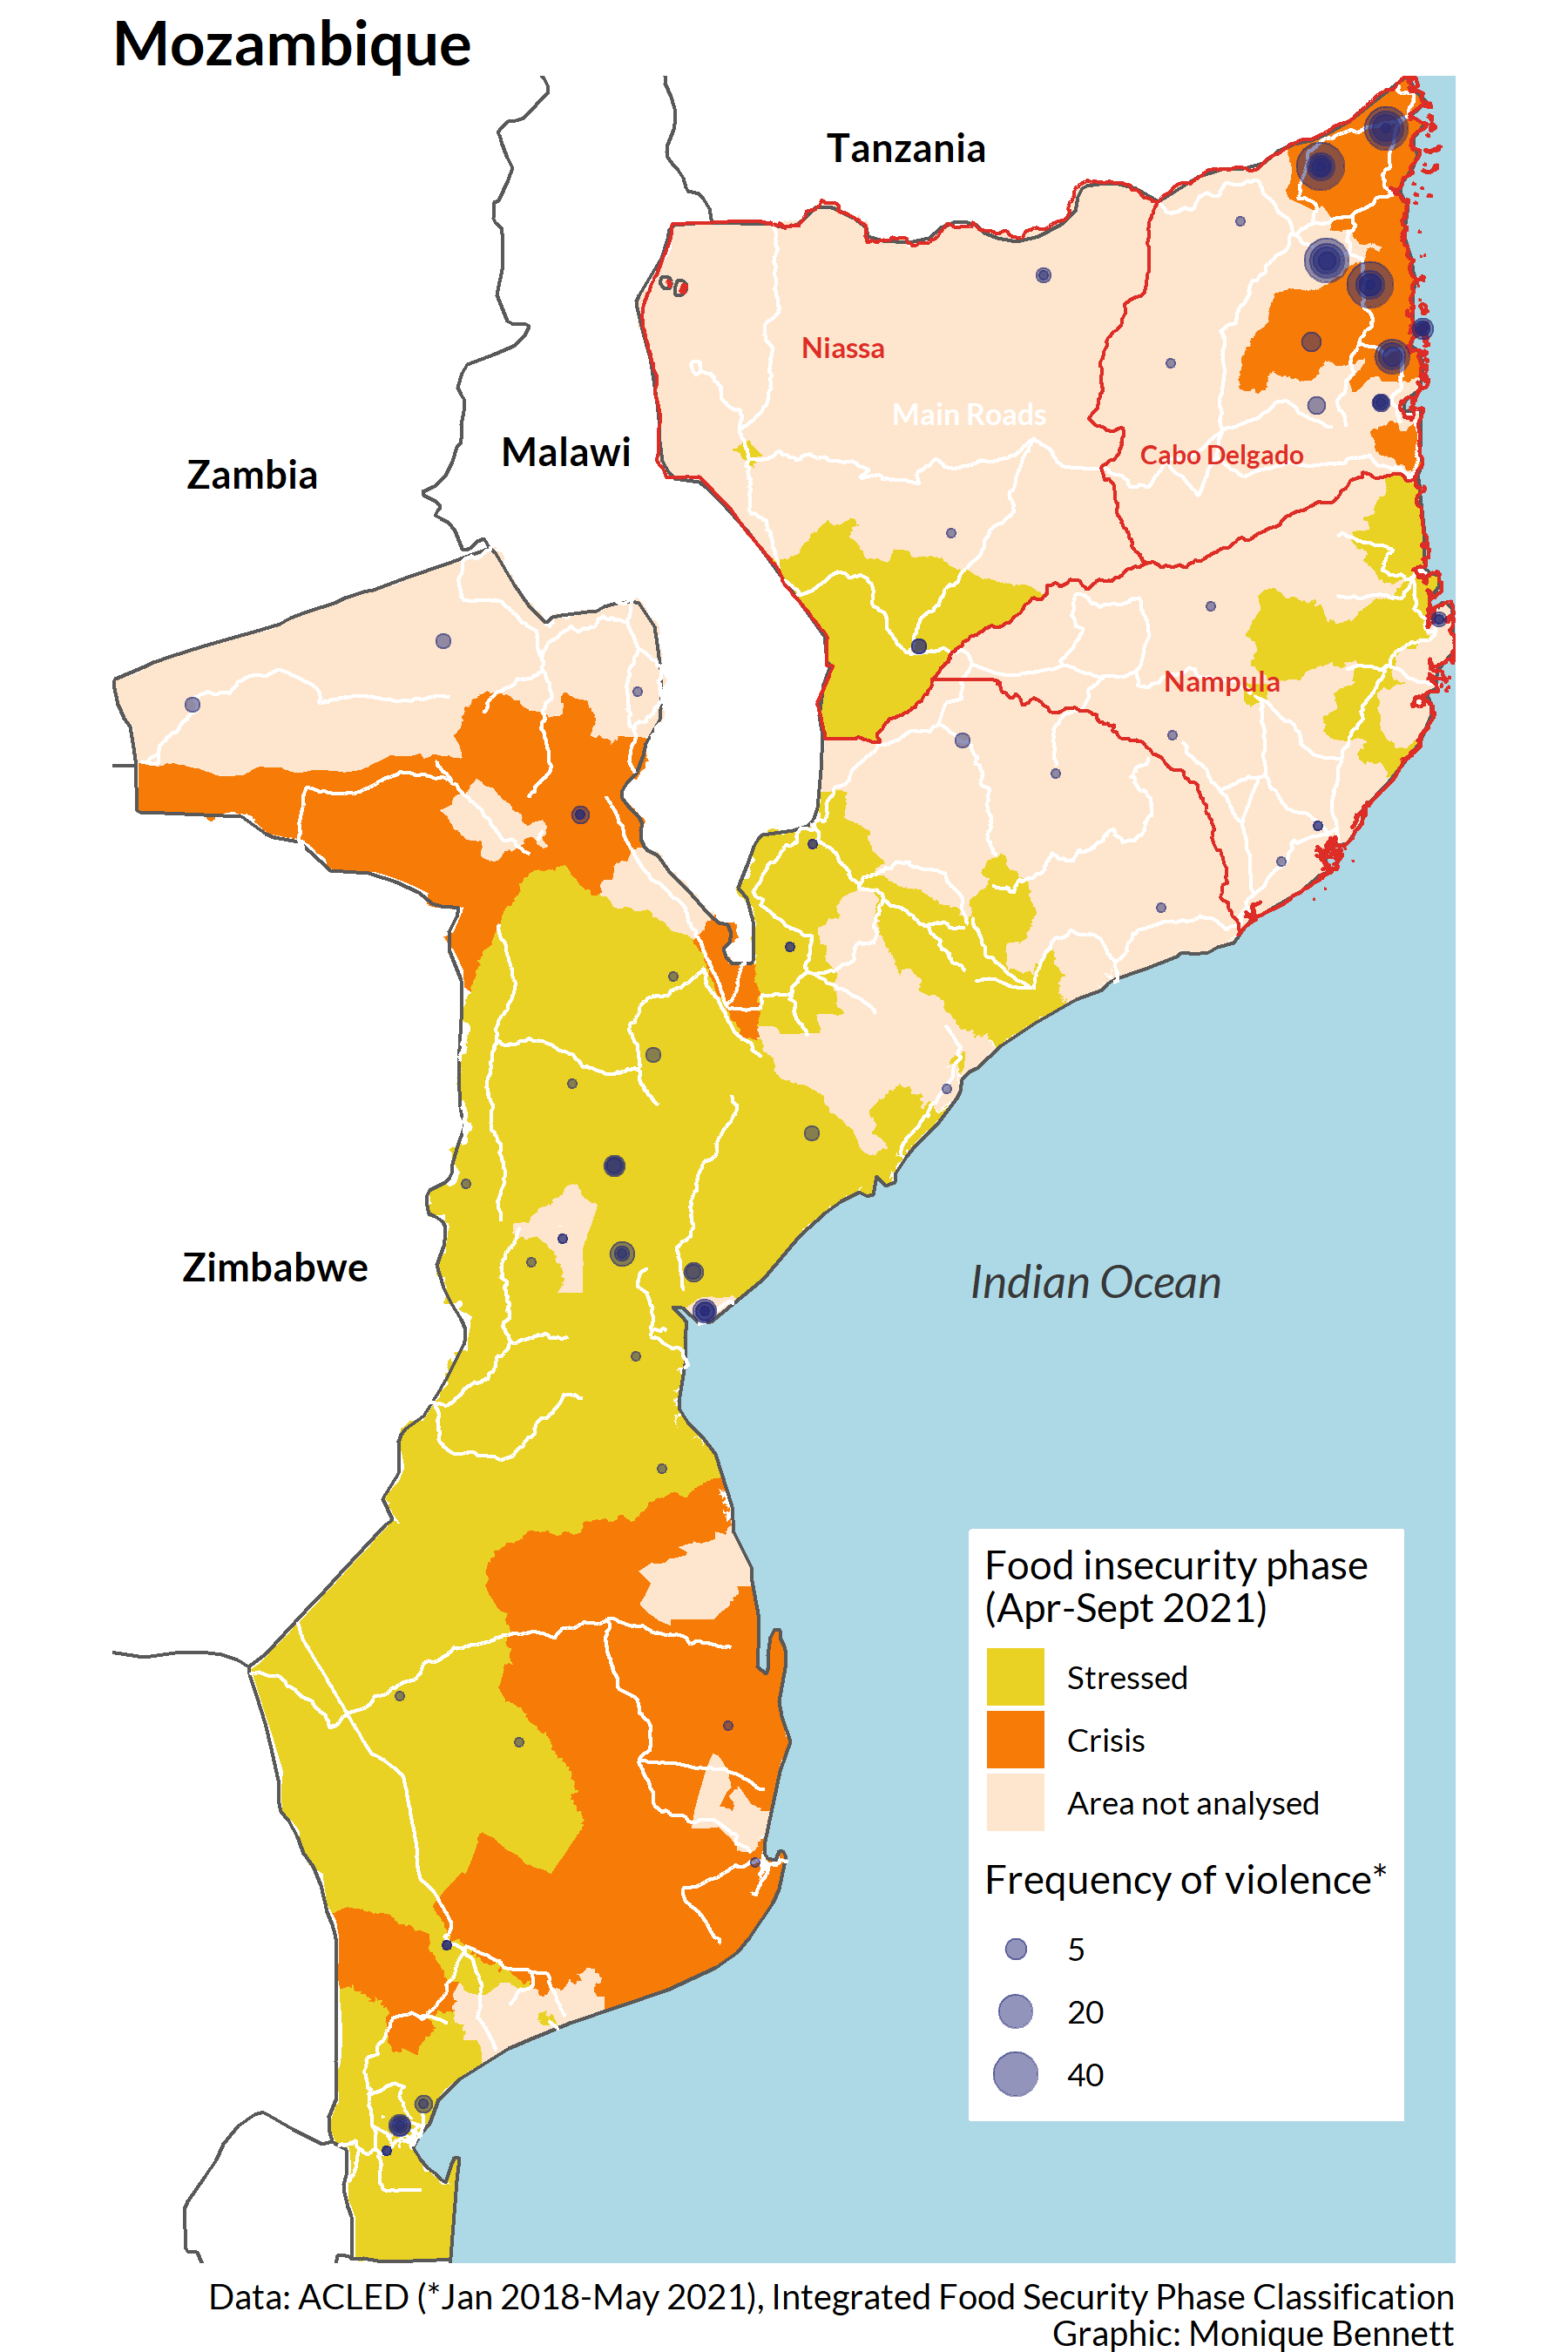 Mozambique
Tanzania
Niassa
Main Roads
Malawi
Cabo Delgado
Zambia
Nampula
Zimbabwe
Indian Ocean
Food insecurity phase
(Apr-Sept 2021)
Stressed
Crisis
Area not analysed
Frequency of violence*
5
20
40
Data: ACLED (*Jan 2018-May 2021), Integrated Food Security Phase Classification
Graphic: Monique Bennett